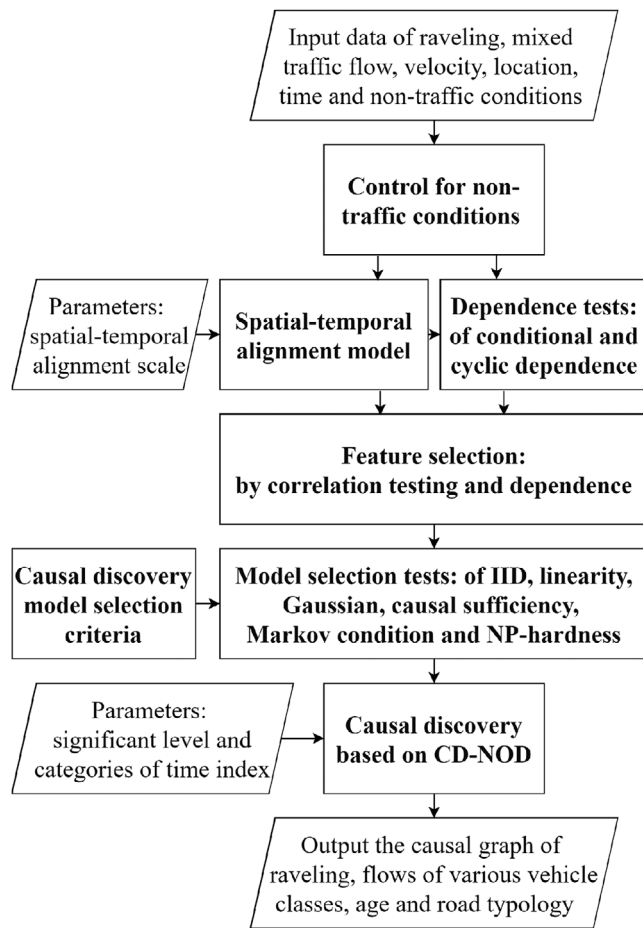 Input data of raveling, mixed
traffic flow, velocity, location,
time and non-traffic conditions
Control for non-
traffic conditions
Parameters:
spatial-temporal
alignment scale
Spatial-temporal
alignment model
Dependence tests:
of conditional and
cyclic dependence
Feature selection:
by correlation testing and dependence
Causal discovery
model selection
criteria
Model selection tests: of IID, linearity,
Gaussian, causal sufficiency,
Markov condition and NP-hardness
Parameters:
significant level and
categories of time index
Causal discovery
based on CD-NOD
Output the causal graph of
raveling, flows of various vehicle
classes, age and road typology